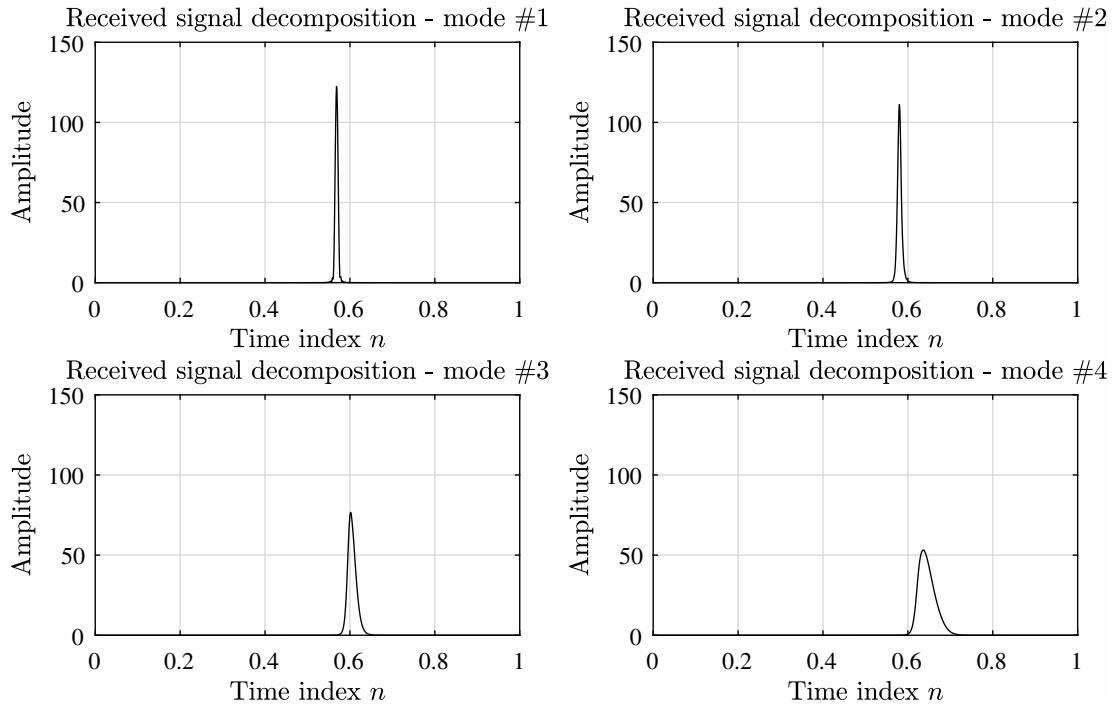 Received signal decomposition - mode #1
150
100
50
0
Amplitude
0 0.2 0.4 0.6 0.8 1
Time index n
Received signal decomposition - mode #2
150
100
50
0
Amplitude
0 0.2 0.4 0.6 0.8 1
Time index n
Received signal decomposition - mode #3
150
100
50
0
Amplitude
0 0.2 0.4 0.6 0.8 1
Time index n
Received signal decomposition - mode #4
150
100
50
0
Amplitude
0 0.2 0.4 0.6 0.8 1
Time index n